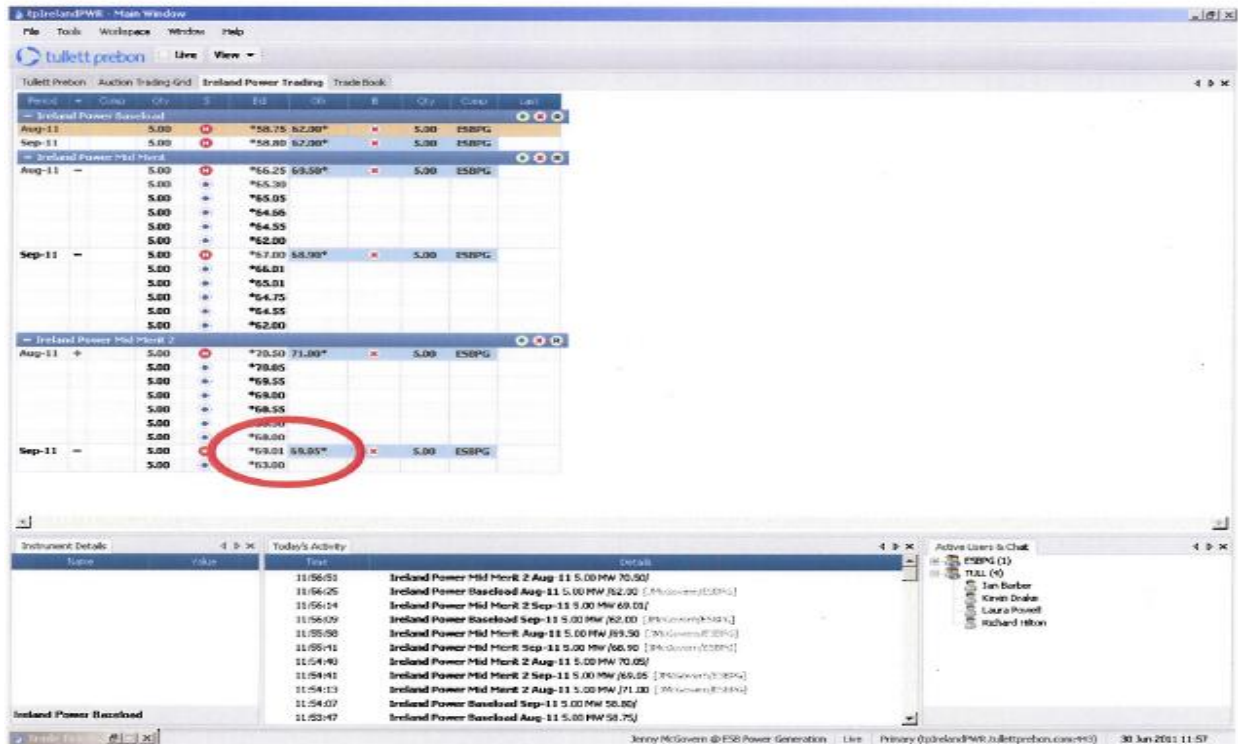 tpIrelandPWR - Main Window
File Tools Workspace Window Help
tullett prebon Live View
Tullett Prebon Auction Trading Grid Ireland Power Trading Trade Book
Period Comp Qty S Bid Ofr B Qty Comp Last
Ireland Power Baseload
Aug-11 5.00 H *58.75 62.00* 5.00 ESBPG
Sep-11 5.00 H *58.80 62.00* 5.00 ESBPG
Ireland Power Mid Merit
Aug-11 - 5.00 H *66.25 69.50* 5.00 ESBPG
5.00 *65.30
5.00 *65.05
5.00 *64.66
5.00 *64.55
5.00 *62.00
Sep-11 - 5.00 H *67.00 68.90* 5.00 ESBPG
5.00 *66.01
5.00 *65.01
5.00 *64.75
5.00 *64.55
5.00 *62.00
Ireland Power Mid Merit 2
Aug-11 + 5.00 H *70.50 71.00* 5.00 ESBPG
5.00 *70.05
5.00 *69.55
5.00 *69.00
5.00 *68.55
5.00
5.00 *68.00
Sep-11 - 5.00 *69.01 69.05* 5.00 ESBPG
5.00 *63.00
Instrument Details
Name Value
Ireland Power Baseload
Today's Activity
Time Details
11:56:51 Ireland Power Mid Merit 2 Aug-11 5.00 MW 70.50/
11:56:25 Ireland Power Baseload Aug-11 5.00 MW /62.00 [JMcGovern/ESBPG]
11:56:14 Ireland Power Mid Merit 2 Sep-11 5.00 MW 69.01/
11:56:09 Ireland Power Baseload Sep-11 5.00 MW /62.00 [JMcGovern/ESBPG]
11:55:58 Ireland Power Mid Merit Aug-11 5.00 MW /69.50 [JMcGovern/ESBPG]
11:55:41 Ireland Power Mid Merit Sep-11 5.00 MW /68.90 [JMcGovern/ESBPG]
11:54:48 Ireland Power Mid Merit 2 Aug-11 5.00 MW 70.05/
11:54:41 Ireland Power Mid Merit 2 Sep-11 5.00 MW /69.05 [JMcGovern/ESBPG]
11:54:13 Ireland Power Mid Merit 2 Aug-11 5.00 MW /71.00 [JMcGovern/ESBPG]
11:54:07 Ireland Power Baseload Sep-11 5.00 MW 58.80/
11:53:47 Ireland Power Baseload Aug-11 5.00 MW 58.75/
Active Users & Chat
ESBPG (1)
TULL (4)
Ian Barber
Kevin Drake
Laura Powell
Richard Hilton
Jenny McGovern @ ESB Power Generation Live Primary (tpIrelandPWR.tullettprebon.com:443) 30 Jun 2011 11:57